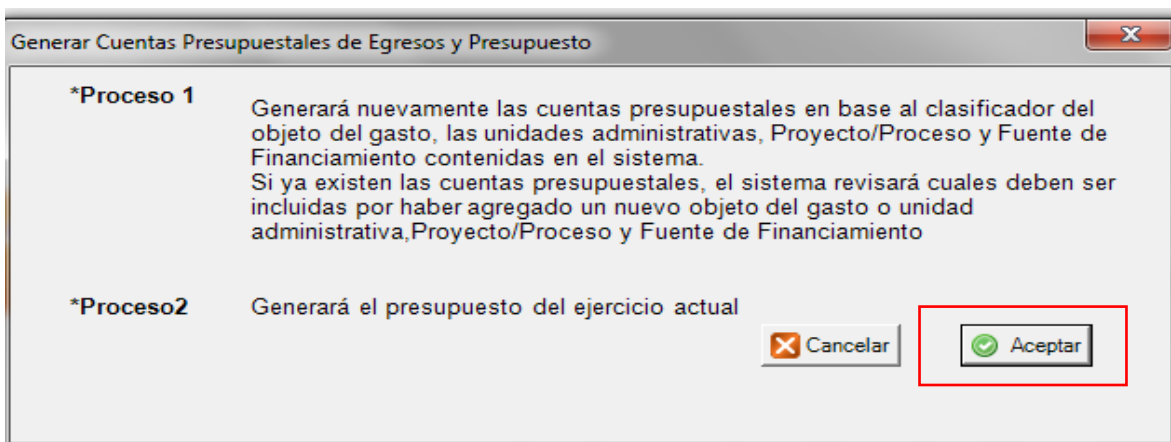 Generar Cuentas Presupuestales de Egresos y Presupuesto
*Proceso 1
Generará nuevamente las cuentas presupuestales en base al clasificador del
objeto del gasto, las unidades administrativas, Proyecto/Proceso y Fuente de
Financiamiento contenidas en el sistema.
Si ya existen las cuentas presupuestales, el sistema revisará cuales deben ser
incluidas por haber agregado un nuevo objeto del gasto o unidad
administrativa,Proyecto/Proceso y Fuente de Financiamiento
*Proceso2 Generará el presupuesto del ejercicio actual
Cancelar Aceptar